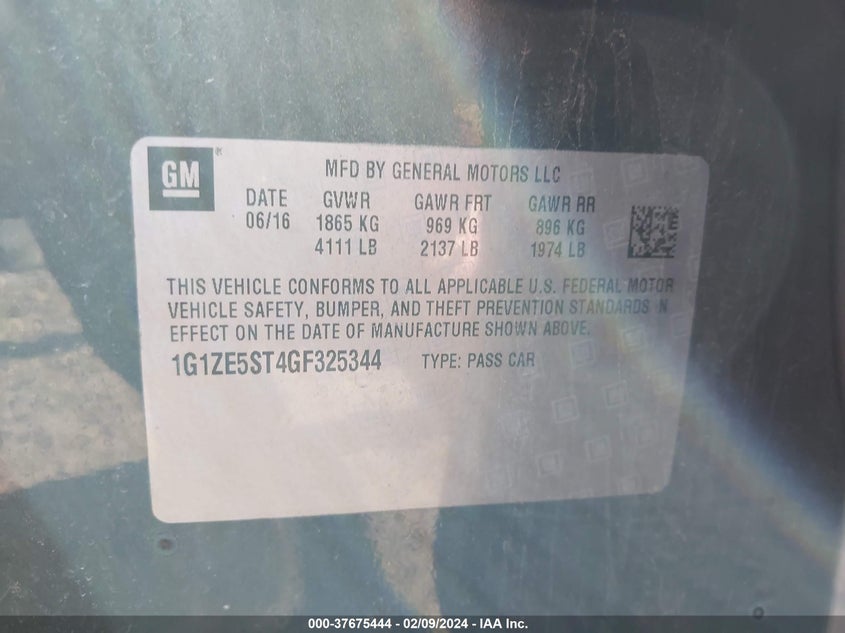 GM
MFD BY GENERAL MOTORS LLC
DATE GVWR GAWR FRT GAWR RR
06/16 1865 KG 969 KG 896 KG
4111 LB 2137 LB 1974 LB
THIS VEHICLE CONFORMS TO ALL APPLICABLE U.S. FEDERAL MOTOR
VEHICLE SAFETY, BUMPER, AND THEFT PREVENTION STANDARDS IN
EFFECT ON THE DATE OF MANUFACTURE SHOWN ABOVE.
1G1ZE5ST4GF325344 TYPE: PASS CAR
000-37675444 - 02/09/2024 - IAA Inc.